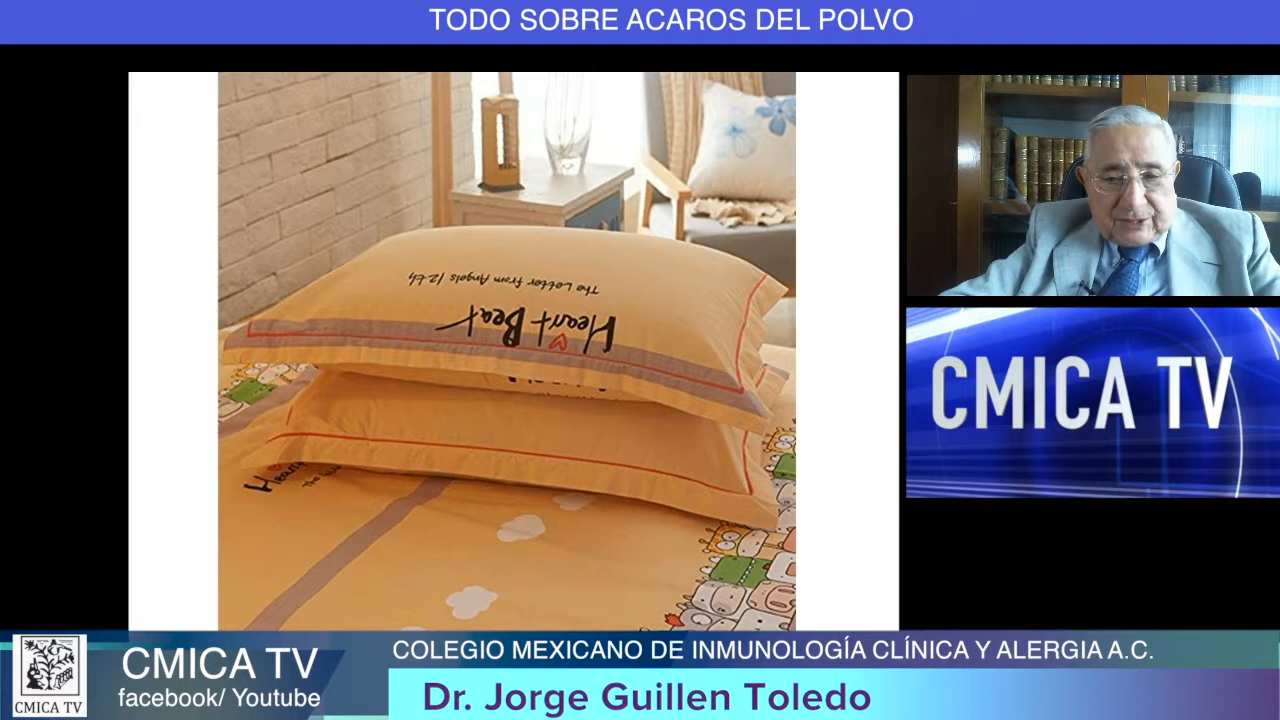 TODO SOBRE ACAROS DEL POLVO
The Letter from Angels 12th
Heart Beat
CMICA TV
COLEGIO MEXICANO DE INMUNOLOGÍA CLÍNICA Y ALERGIA A.C.
CMICA TV
facebook/ Youtube
Dr. Jorge Guillen Toledo
CMICA TV